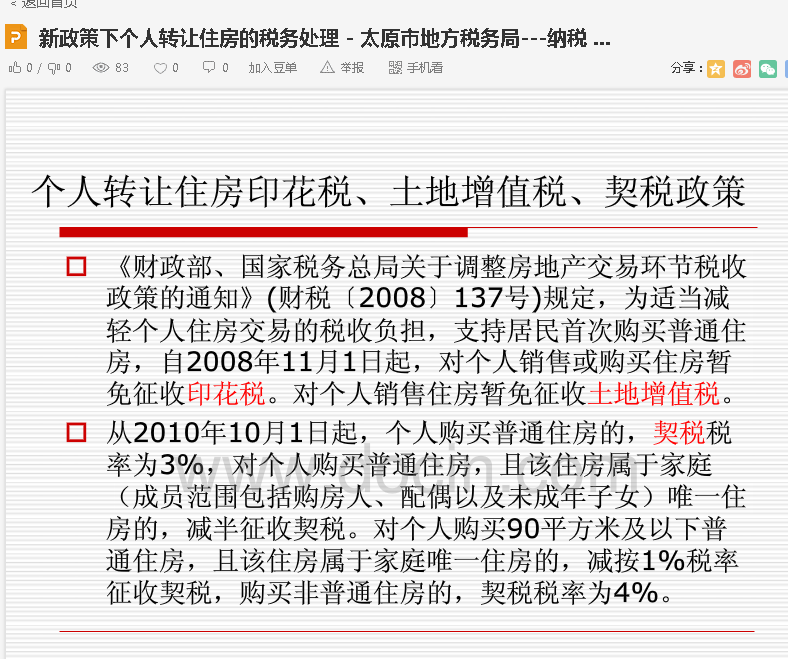 < 返回首页
新政策下个人转让住房的税务处理 - 太原市地方税务局---纳税 ...
0 / 0 83 0 0 加入豆单 举报 手机看 分享:
个人转让住房印花税、土地增值税、契税政策
《财政部、国家税务总局关于调整房地产交易环节税收
政策的通知》(财税〔2008〕137号)规定，为适当减
轻个人住房交易的税收负担，支持居民首次购买普通住
房，自2008年11月1日起，对个人销售或购买住房暂
免征收印花税。对个人销售住房暂免征收土地增值税。
从2010年10月1日起，个人购买普通住房的，契税税
率为3%，对个人购买普通住房，且该住房属于家庭
（成员范围包括购房人、配偶以及未成年子女）唯一住
房的，减半征收契税。对个人购买90平方米及以下普
通住房，且该住房属于家庭唯一住房的，减按1%税率
征收契税，购买非普通住房的，契税税率为4%。
www.docin.com